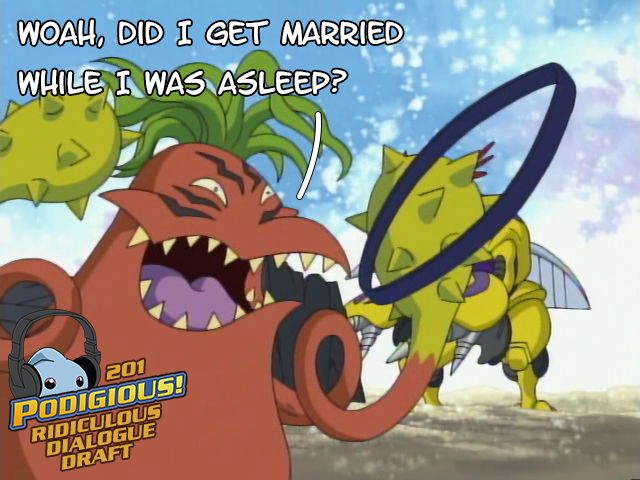 WOAH, DID I GET MARRIED
WHILE I WAS ASLEEP?
201
PODIGIOUS!
RIDICULOUS
DIALOGUE
DRAFT